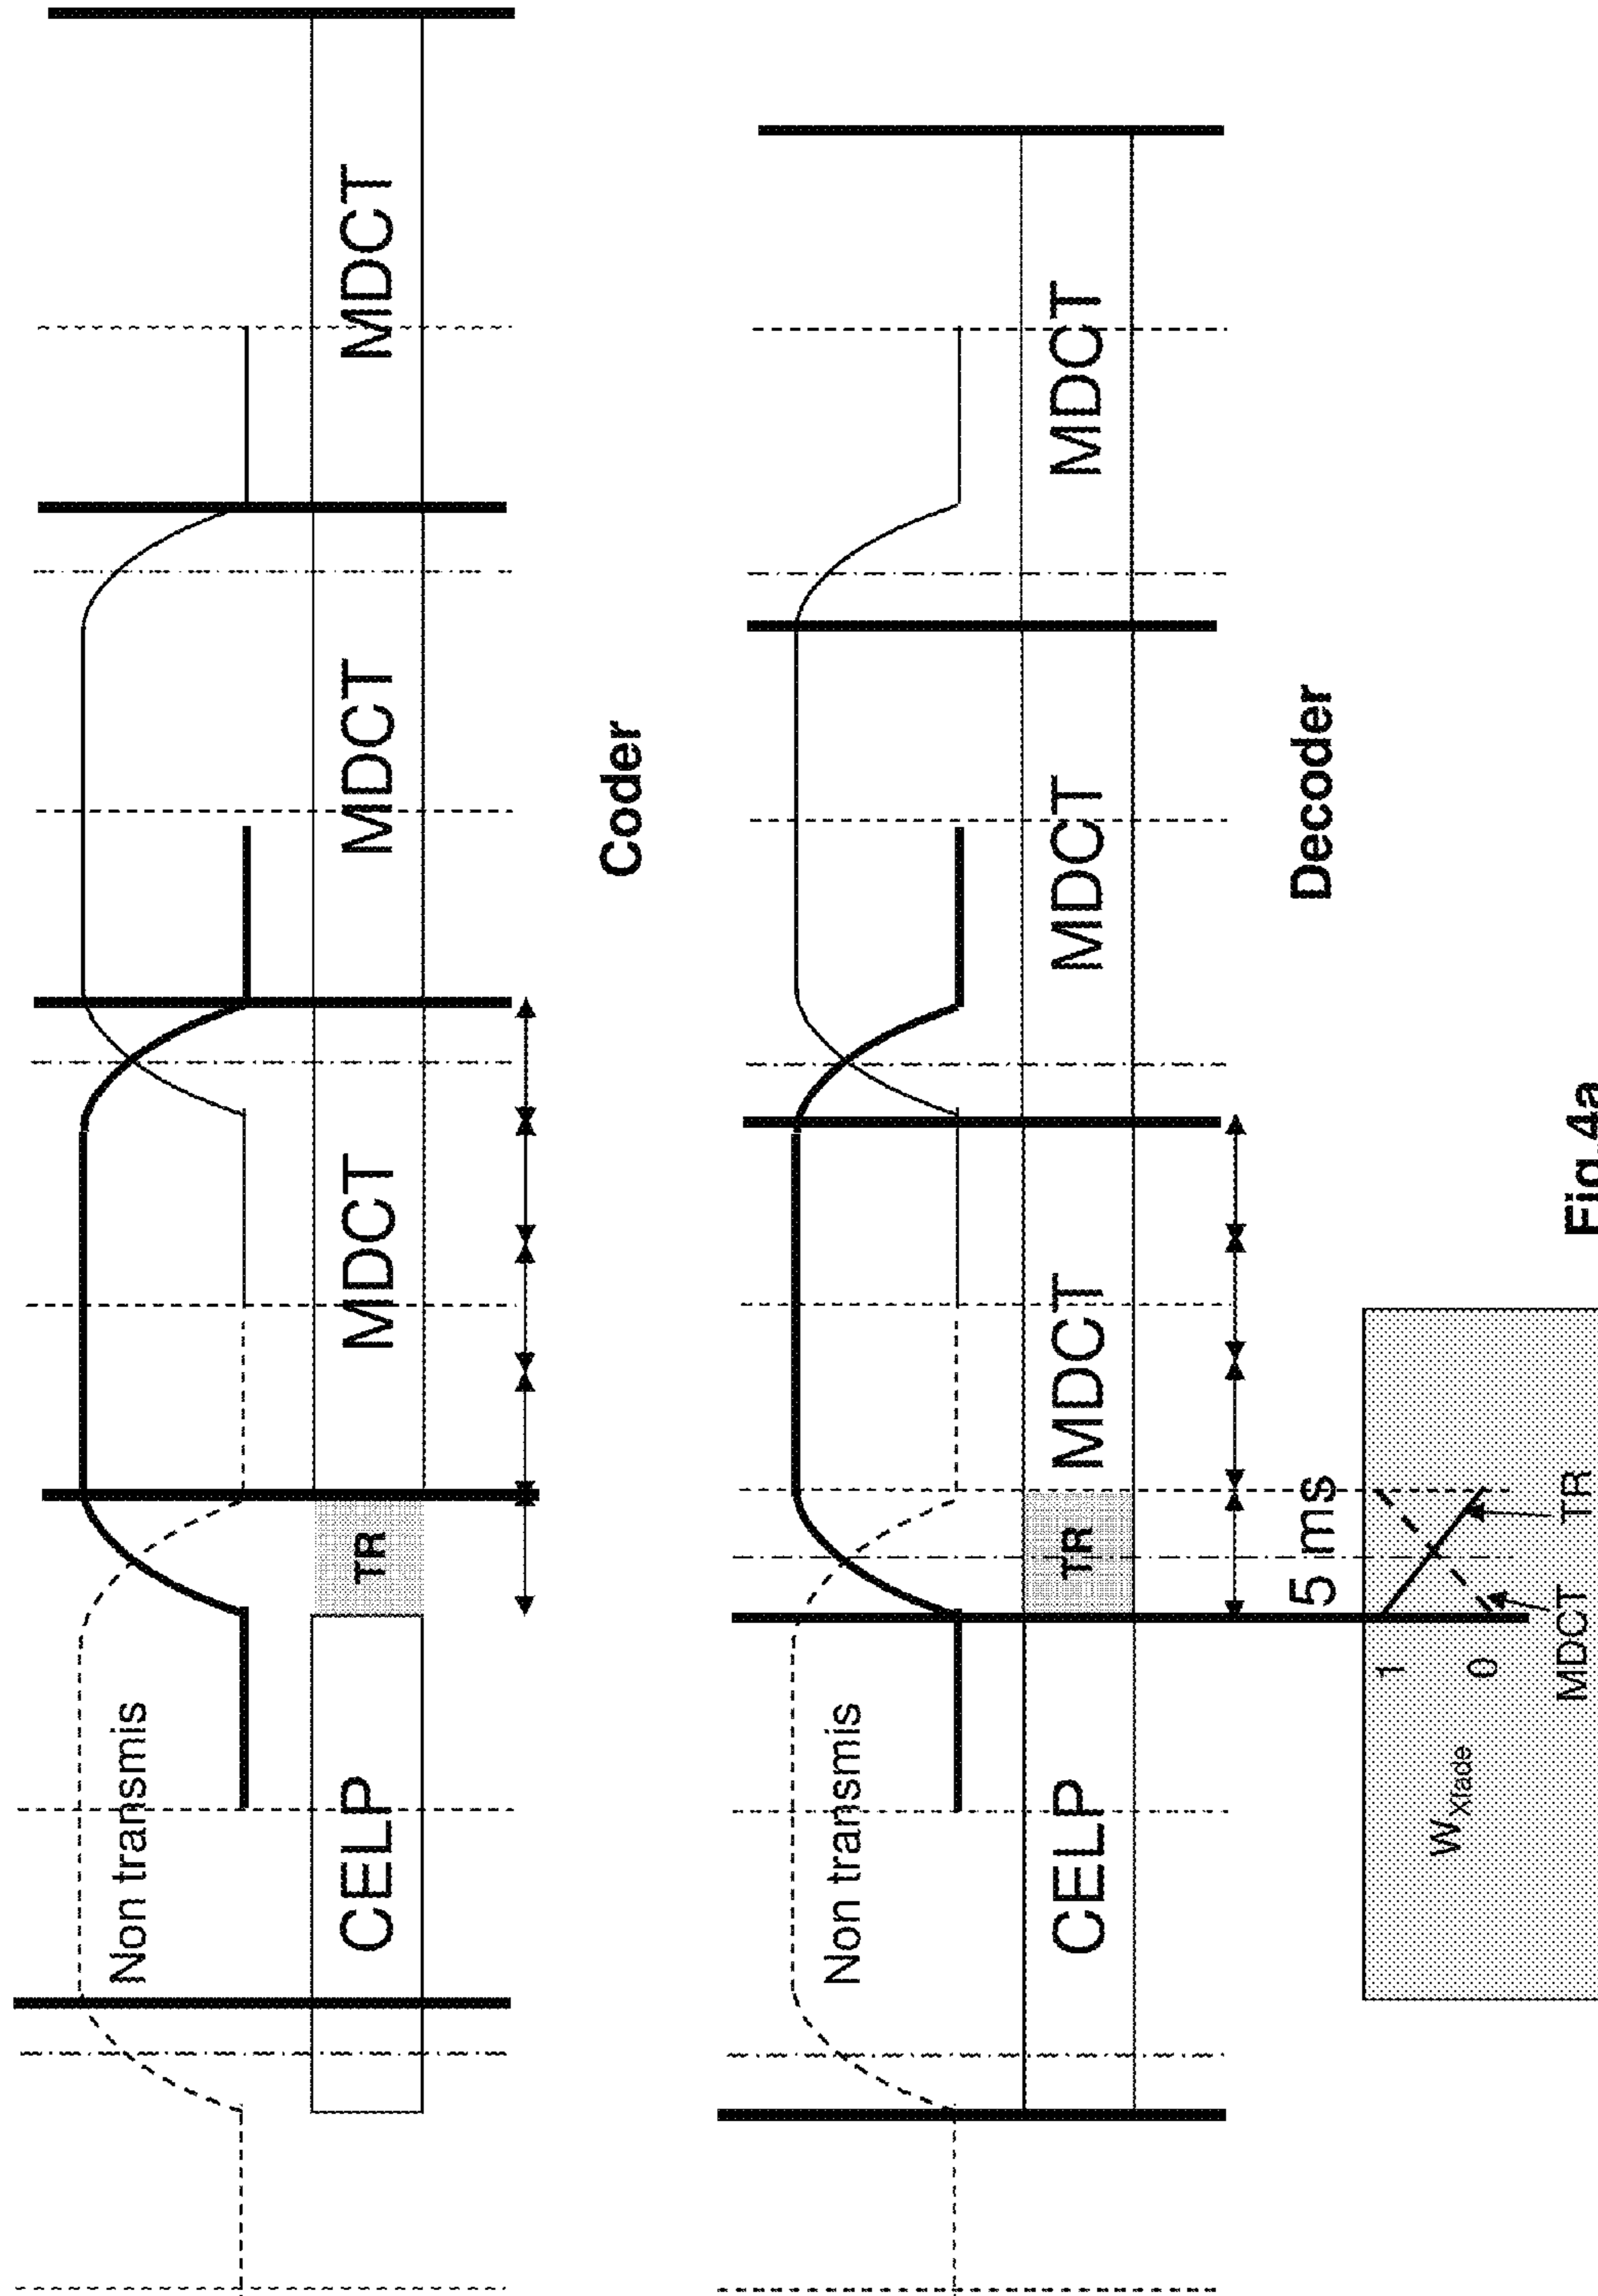 Non transmis
CELP
TR
MDCT
MDCT
MDCT
Coder
Non transmis
CELP
TR
MDCT
MDCT
MDCT
Decoder
5 ms
1
0
WXfade
MDCT
TR
Fig.4a